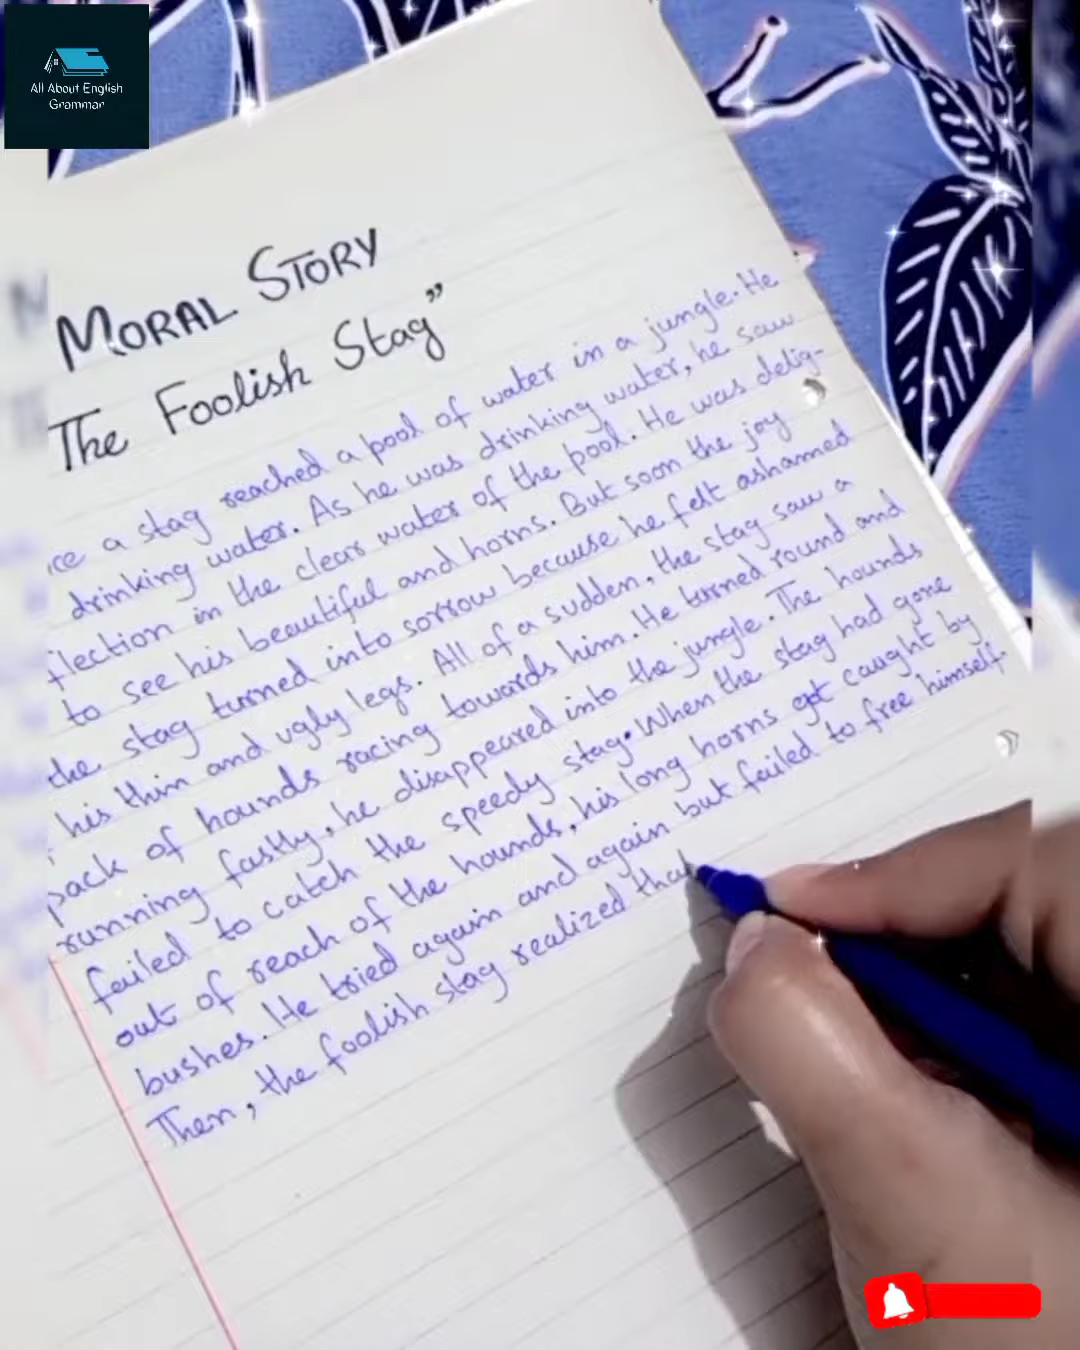 All About English
Grammar
MORAL STORY
The Foolish Stag"
ce a stag reached a pool of water in a jungle. He
drinking water. As he was drinking water, he saw
flection in the clear water of the pool. He was delig-
to see his beautiful and horns. But soon the joy
the stag turned into sorrow because he felt ashamed
his thin and ugly legs. All of a sudden, the stag saw a
pack of hounds racing towards him. He turned round and
running fastly, he disappeared into the jungle. The hounds
failed to catch the speedy stag. When the stag had gone
out of reach of the hounds, his long horns got caught by
bushes. He tried again and again but failed to free himself.
Then, the foolish stag realized that